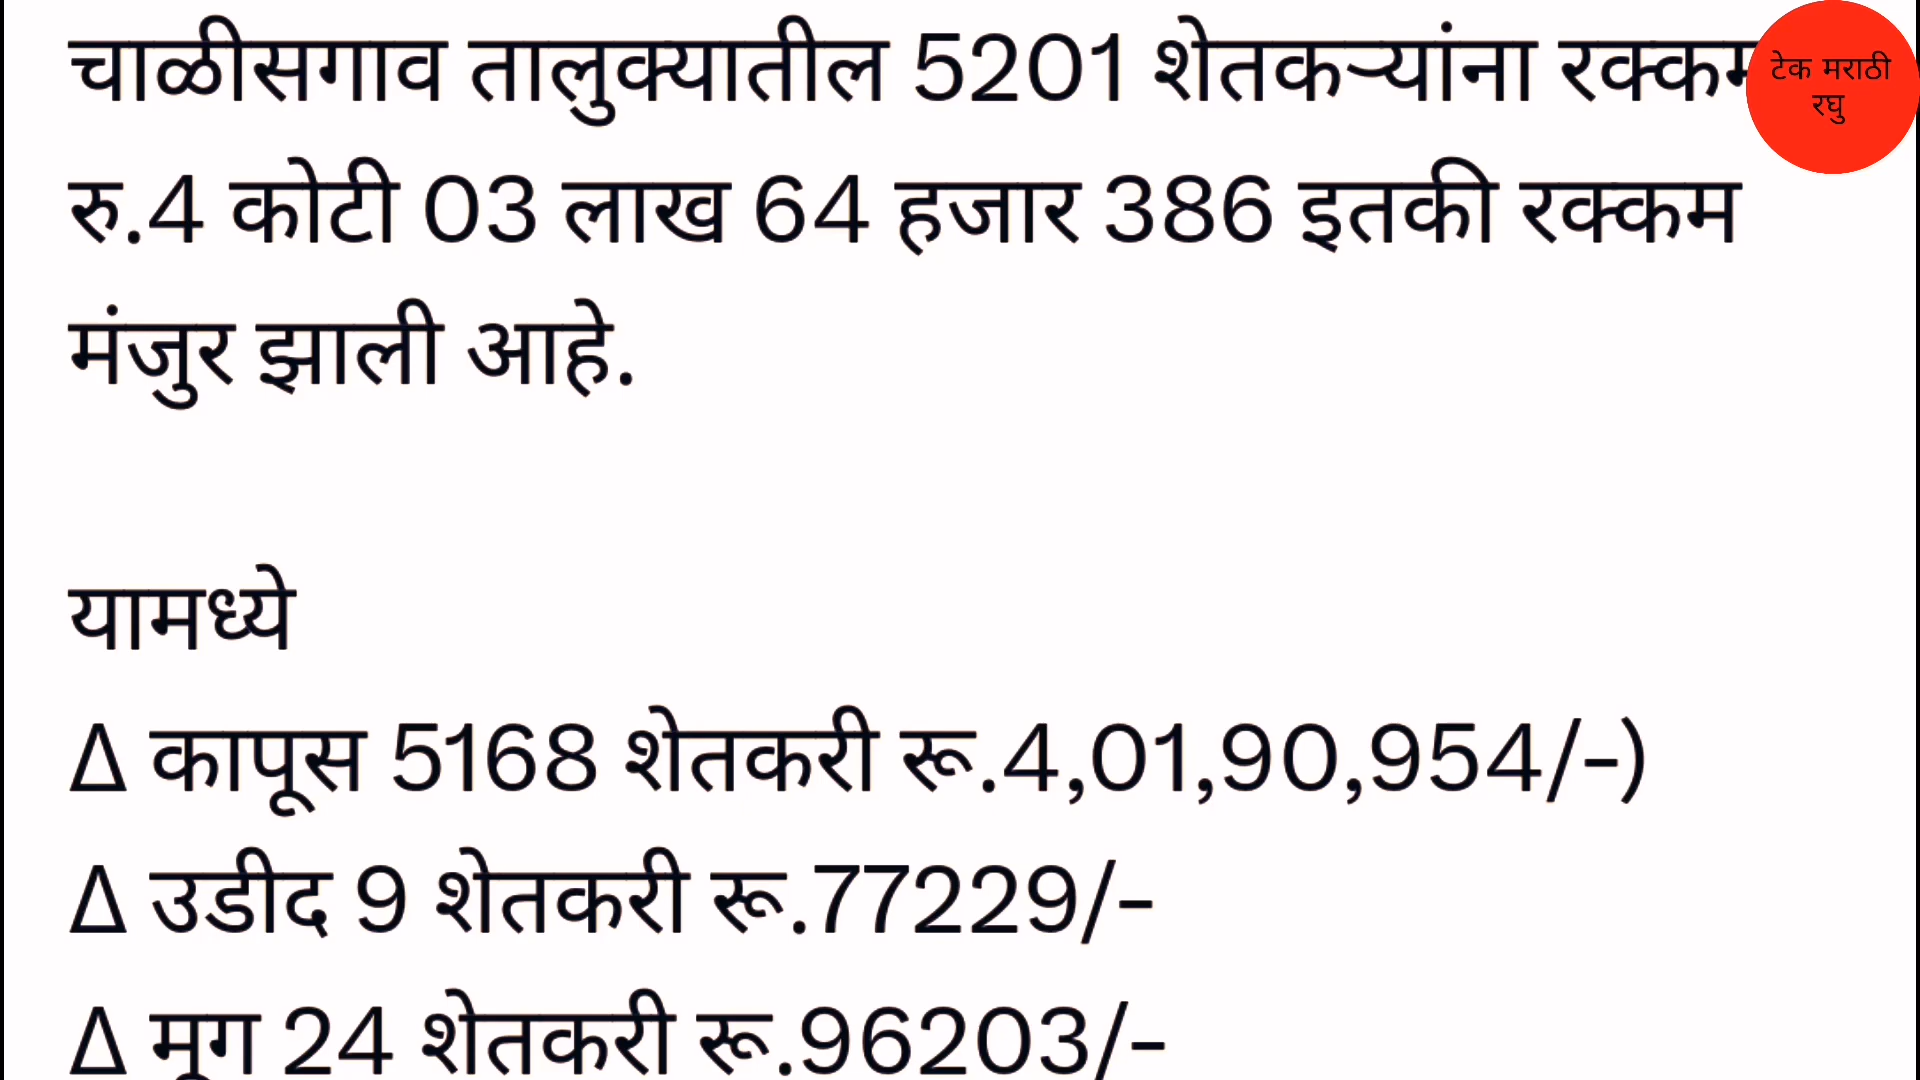 चाळीसगाव तालुक्यातील 5201 शेतकऱ्यांना रक्कम
रु.4 कोटी 03 लाख 64 हजार 386 इतकी रक्कम
मंजुर झाली आहे.
यामध्ये
Δ कापूस 5168 शेतकरी रू.4,01,90,954/-)
Δ उडीद 9 शेतकरी रू.77229/-
Δ मूग 24 शेतकरी रू.96203/-
टेक मराठी
रघु